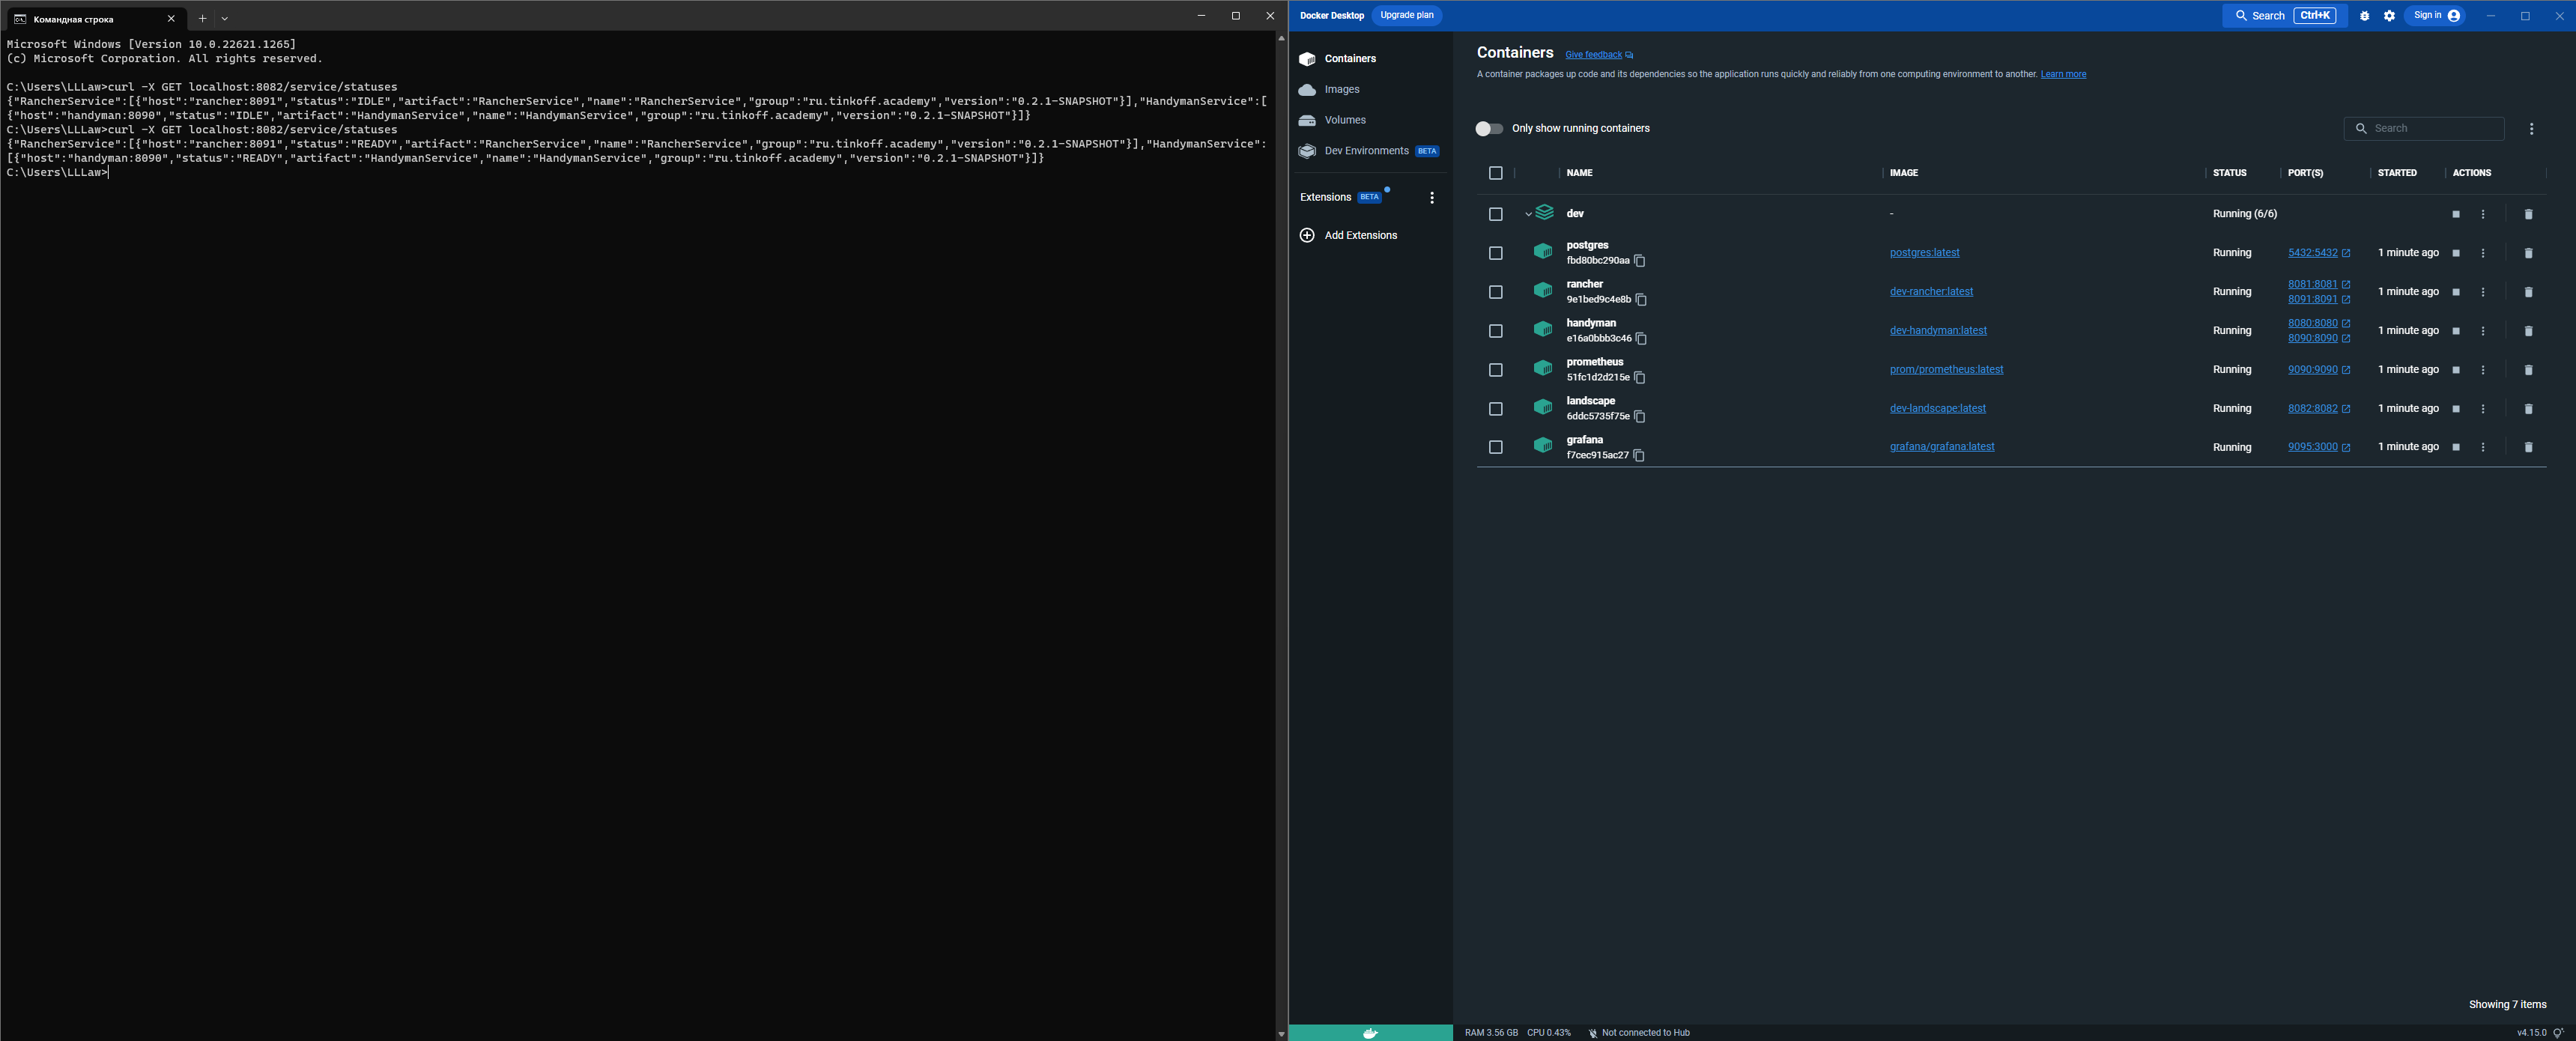 Командная строка
Microsoft Windows [Version 10.0.22621.1265]
(c) Microsoft Corporation. All rights reserved.
C:\Users\LLLaw>curl -X GET localhost:8082/service/statuses
{"RancherService":[{"host":"rancher:8091","status":"IDLE","artifact":"RancherService","name":"RancherService","group":"ru.tinkoff.academy","version":"0.2.1-SNAPSHOT"}],"HandymanService":[
{"host":"handyman:8090","status":"IDLE","artifact":"HandymanService","name":"HandymanService","group":"ru.tinkoff.academy","version":"0.2.1-SNAPSHOT"}]}
C:\Users\LLLaw>curl -X GET localhost:8082/service/statuses
{"RancherService":[{"host":"rancher:8091","status":"READY","artifact":"RancherService","name":"RancherService","group":"ru.tinkoff.academy","version":"0.2.1-SNAPSHOT"}],"HandymanService":
[{"host":"handyman:8090","status":"READY","artifact":"HandymanService","name":"HandymanService","group":"ru.tinkoff.academy","version":"0.2.1-SNAPSHOT"}]}
C:\Users\LLLaw>
Docker Desktop Upgrade plan Search Ctrl+K Sign in
Containers
Images
Volumes
Dev Environments BETA
Extensions BETA
Add Extensions
Containers Give feedback
A container packages up code and its dependencies so the application runs quickly and reliably from one computing environment to another. Learn more
Only show running containers Search
NAME IMAGE STATUS PORT(S) STARTED ACTIONS
dev - Running (6/6)
postgres
fbd80bc290aa postgres:latest Running 5432:5432 1 minute ago
rancher
9e1bed9c4e8b dev-rancher:latest Running 8081:8081 1 minute ago
8091:8091
handyman
e16a0bbb3c46 dev-handyman:latest Running 8080:8080 1 minute ago
8090:8090
prometheus
51fc1d2d215e prom/prometheus:latest Running 9090:9090 1 minute ago
landscape
6ddc5735f75e dev-landscape:latest Running 8082:8082 1 minute ago
grafana
f7cec915ac27 grafana/grafana:latest Running 9095:3000 1 minute ago
Showing 7 items
RAM 3.56 GB CPU 0.43% Not connected to Hub v4.15.0